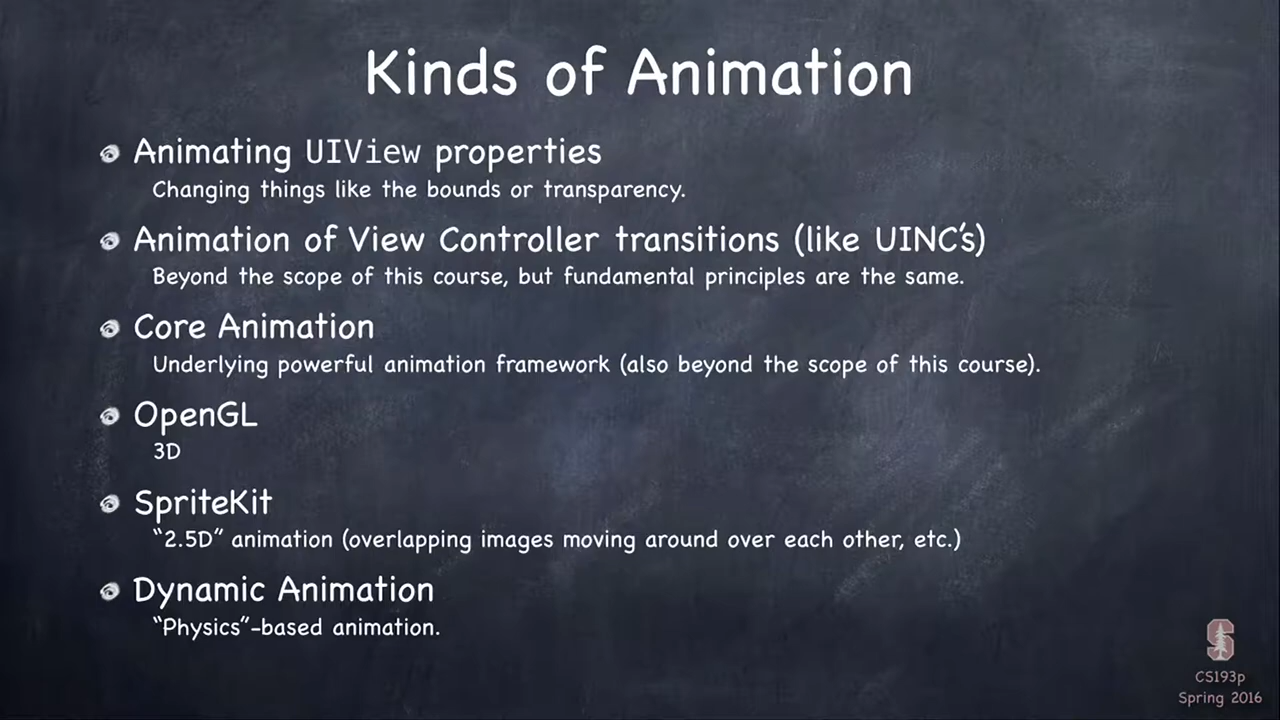 Kinds of Animation
Animating UIView properties
Changing things like the bounds or transparency.
Animation of View Controller transitions (like UINC’s)
Beyond the scope of this course, but fundamental principles are the same.
Core Animation
Underlying powerful animation framework (also beyond the scope of this course).
OpenGL
3D
SpriteKit
“2.5D” animation (overlapping images moving around over each other, etc.)
Dynamic Animation
“Physics”-based animation.
S
CS193p
Spring 2016